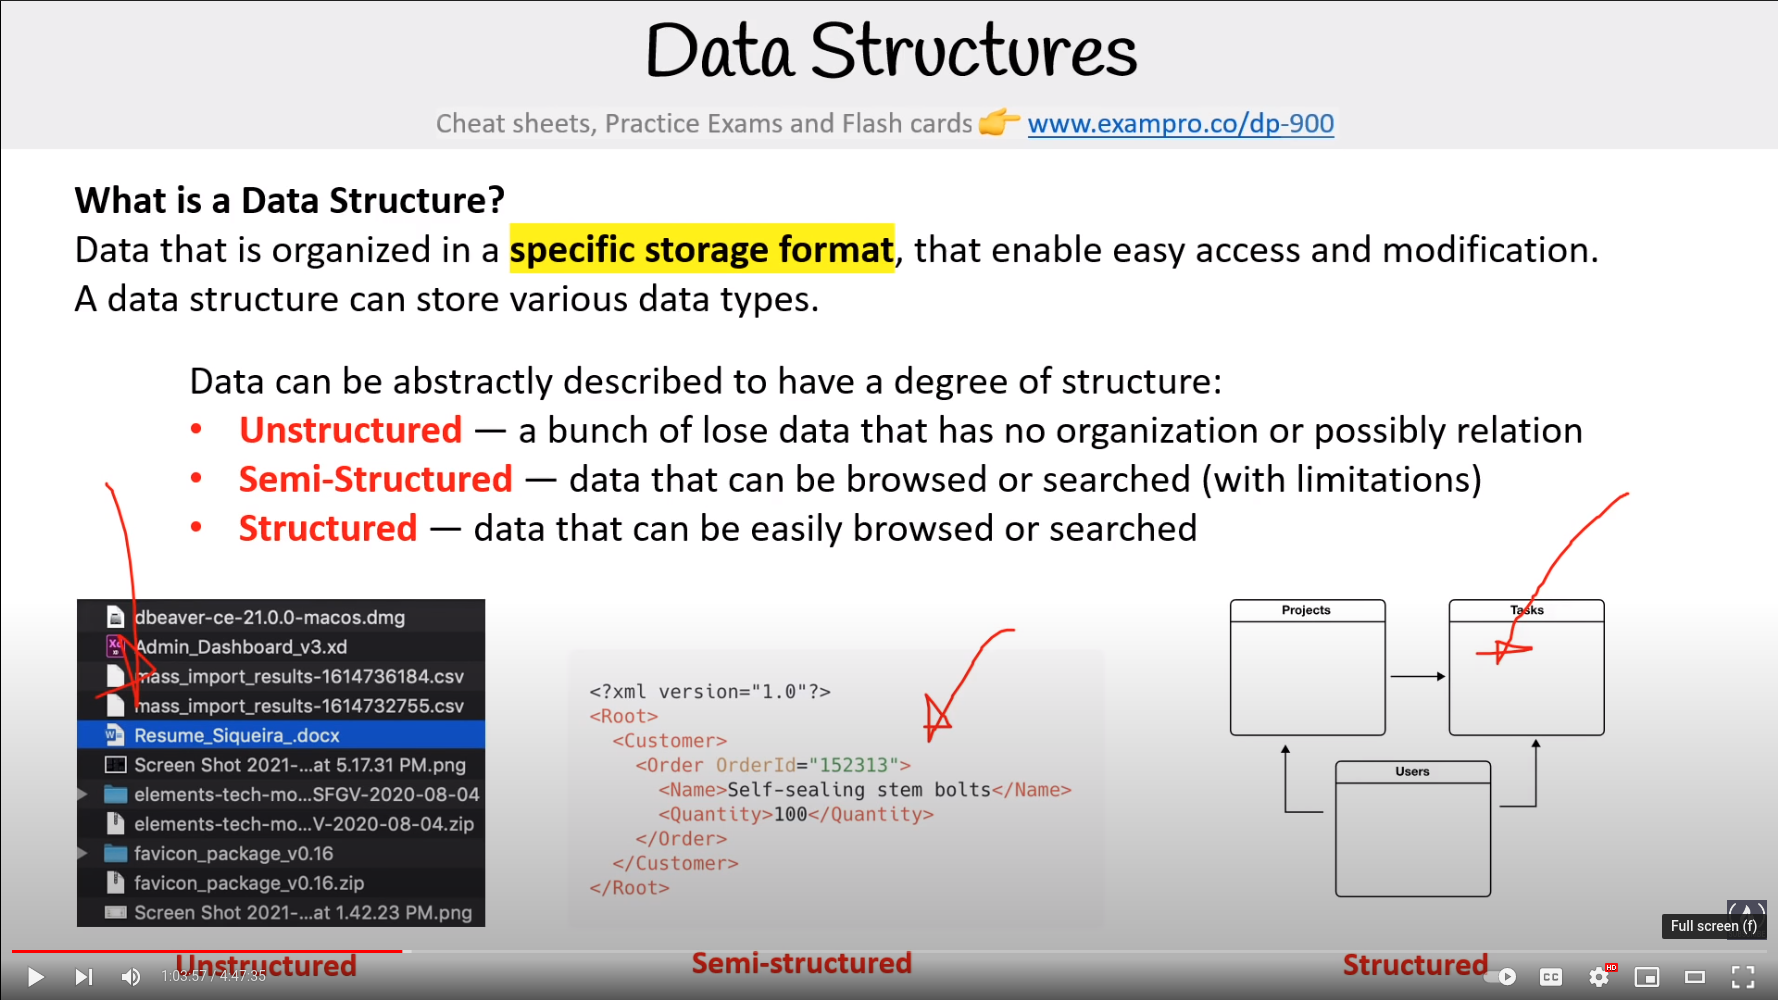 Data Structures
Cheat sheets, Practice Exams and Flash cards 👉 www.exampro.co/dp-900
What is a Data Structure?
Data that is organized in a specific storage format, that enable easy access and modification.
A data structure can store various data types.
Data can be abstractly described to have a degree of structure:
• Unstructured — a bunch of lose data that has no organization or possibly relation
• Semi-Structured — data that can be browsed or searched (with limitations)
• Structured — data that can be easily browsed or searched
dbeaver-ce-21.0.0-macos.dmg
Admin_Dashboard_v3.xd
mass_import_results-1614736184.csv
mass_import_results-1614732755.csv
Resume_Siqueira_.docx
Screen Shot 2021-...at 5.17.31 PM.png
elements-tech-mo...SFGV-2020-08-04
elements-tech-mo...V-2020-08-04.zip
favicon_package_v0.16
favicon_package_v0.16.zip
Screen Shot 2021-...at 1.42.23 PM.png
Unstructured
<?xml version="1.0"?>
<Root>
<Customer>
<Order OrderId="152313">
<Name>Self-sealing stem bolts</Name>
<Quantity>100</Quantity>
</Order>
</Customer>
</Root>
Semi-structured
Projects
Tasks
Users
Structured
Full screen (f)
1:03:57 / 4:47:35
CC
HD